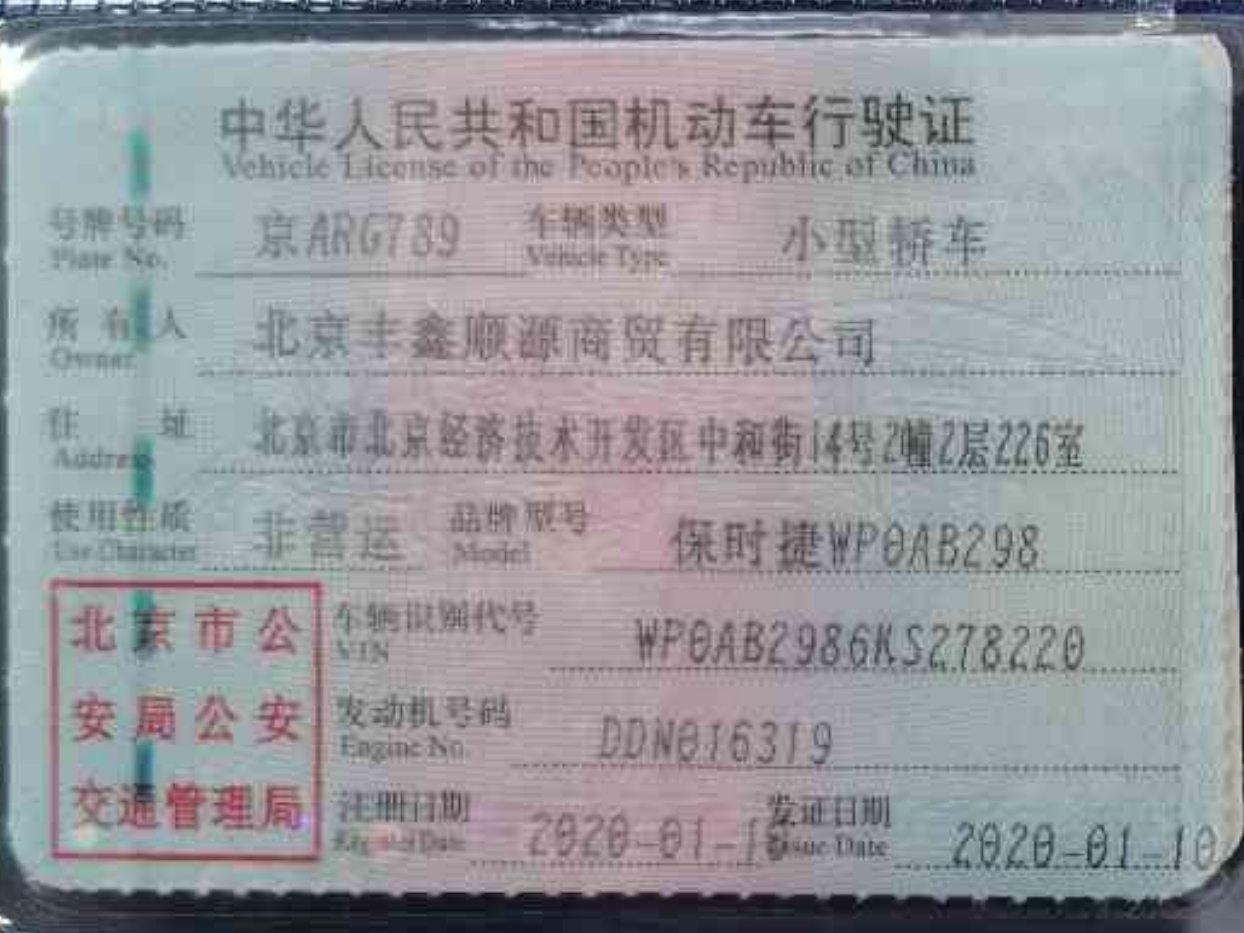 中华人民共和国机动车行驶证
Vehicle License of the People's Republic of China
号牌号码 京ARG789 车辆类型 小型轿车
Plate No. Vehicle Type
所有人 北京丰鑫顺源商贸有限公司
Owner
住址 北京市北京经济技术开发区中和街14号2幢2层226室
Address
使用性质 非营运 品牌型号 保时捷WP0AB298
Use Character Model
北京市公
安局公安
交通管理局
车辆识别代号 WP0AB2986KS278220
VIN
发动机号码 DDN016319
Engine No.
注册日期 2020-01-10 发证日期 2020-01-10
Register Date Issue Date